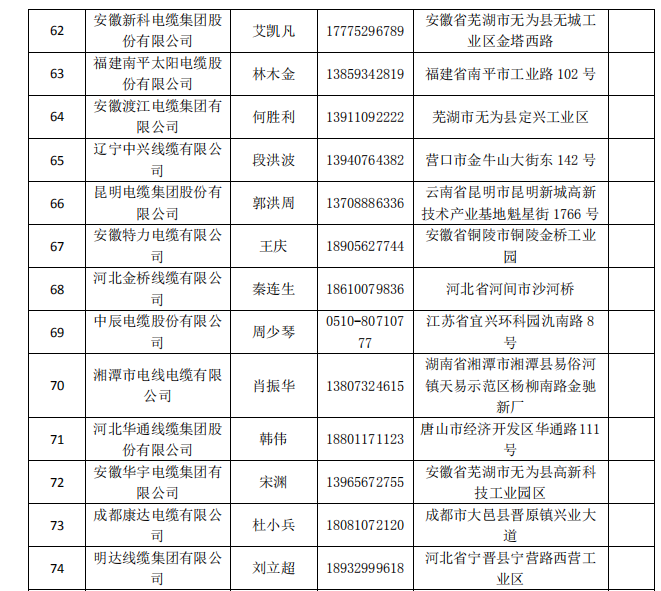 62 安徽新科电缆集团股份有限公司 艾凯凡 17775296789 安徽省芜湖市无为县无城工业区金塔西路
63 福建南平太阳电缆股份有限公司 林木金 13859342819 福建省南平市工业路 102 号
64 安徽渡江电缆集团有限公司 何胜利 13911092222 芜湖市无为县定兴工业区
65 辽宁中兴线缆有限公司 段洪波 13940764382 营口市金牛山大街东 142 号
66 昆明电缆集团股份有限公司 郭洪周 13708886336 云南省昆明市昆明新城高新技术产业基地魁星街 1766 号
67 安徽特力电缆有限公司 王庆 18905627744 安徽省铜陵市铜陵金桥工业园
68 河北金桥线缆有限公司 秦连生 18610079836 河北省河间市沙河桥
69 中辰电缆股份有限公司 周少琴 0510-80710777 江苏省宜兴环科园氿南路 8 号
70 湘潭市电线电缆有限公司 肖振华 13807324615 湖南省湘潭市湘潭县易俗河镇天易示范区杨柳南路金驰新厂
71 河北华通线缆集团股份有限公司 韩伟 18801171123 唐山市经济开发区华通路 111 号
72 安徽华宇电缆集团有限公司 宋渊 13965672755 安徽省芜湖市无为县高新科技工业园区
73 成都康达电缆有限公司 杜小兵 18081072120 成都市大邑县晋原镇兴业大道
74 明达线缆集团有限公司 刘立超 18932999618 河北省宁晋县宁营路西营工业区